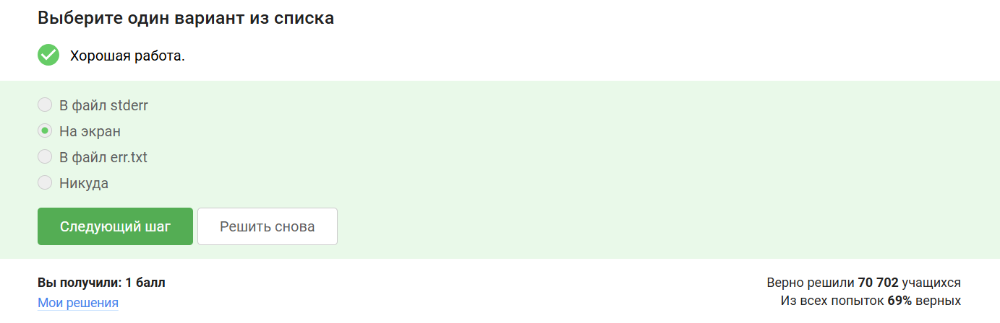 Выберите один вариант из списка
Хорошая работа.
В файл stderr
На экран
В файл err.txt
Никуда
Следующий шаг
Решить снова
Вы получили: 1 балл
Верно решили 70 702 учащихся
Мои решения
Из всех попыток 69% верных